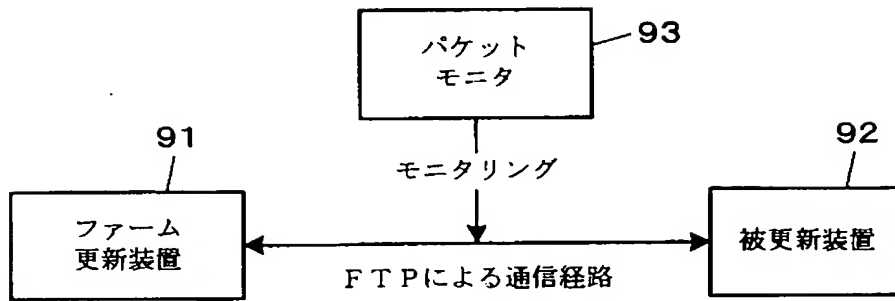 パケット
モニタ
93
91
モニタリング
92
ファーム
更新装置
被更新装置
ＦＴＰによる通信経路